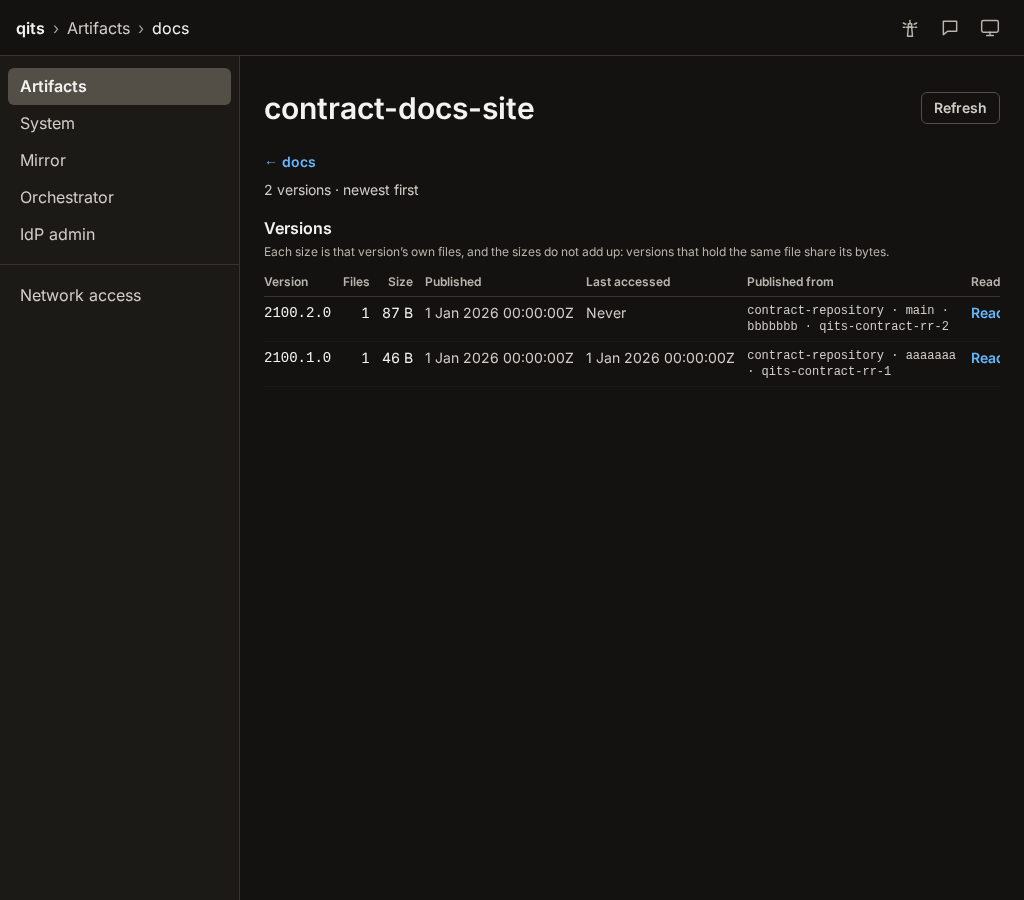 qits › Artifacts › docs
Artifacts
System
Mirror
Orchestrator
IdP admin
Network access
contract-docs-site
Refresh
← docs
2 versions · newest first
Versions
Each size is that version’s own files, and the sizes do not add up: versions that hold the same file share its bytes.
Version Files Size Published Last accessed Published from Read
2100.2.0 1 87 B 1 Jan 2026 00:00:00Z Never contract-repository · main · Read
bbbbbbb · qits-contract-rr-2
2100.1.0 1 46 B 1 Jan 2026 00:00:00Z 1 Jan 2026 00:00:00Z contract-repository · aaaaaaa Read
· qits-contract-rr-1